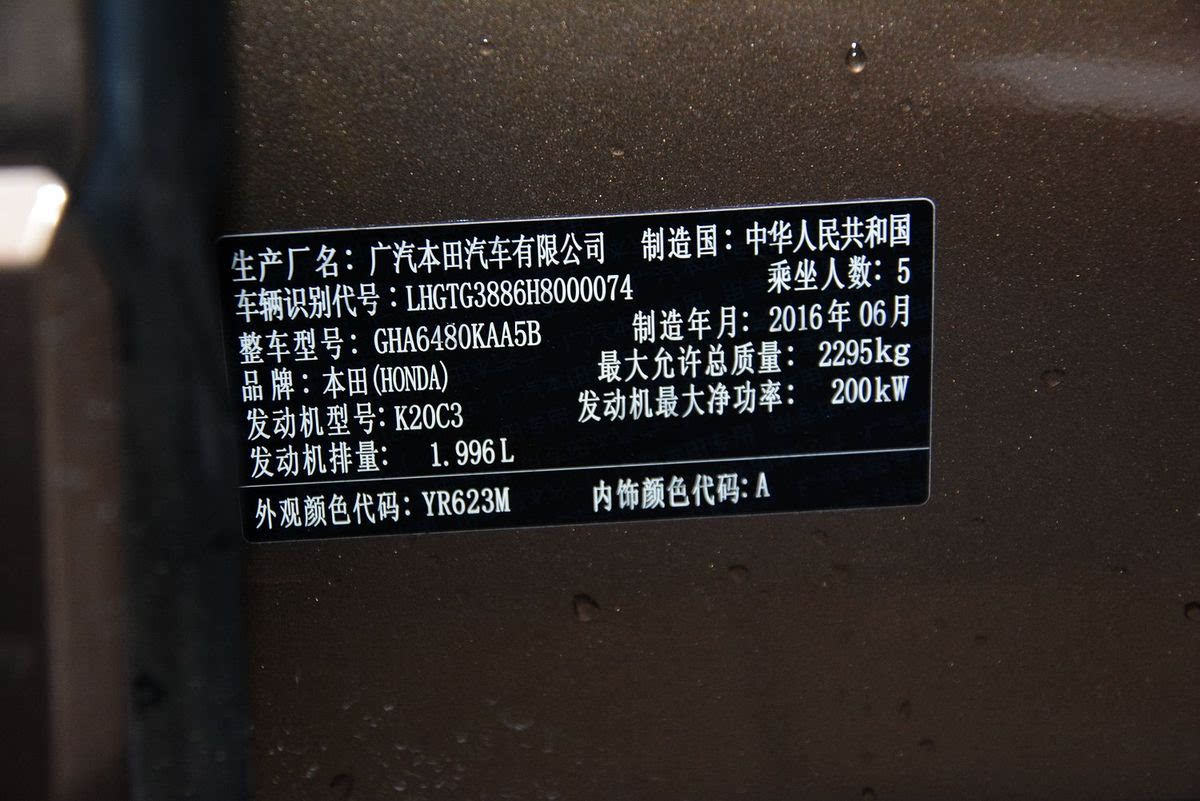 生产厂名：广汽本田汽车有限公司 制造国：中华人民共和国
车辆识别代号：LHGTG3886H8000074 乘坐人数：5
整车型号：GHA6480KAA5B 制造年月：2016年06月
品牌：本田(HONDA) 最大允许总质量：2295kg
发动机型号：K20C3 发动机最大净功率：200kW
发动机排量：1.996L
外观颜色代码：YR623M 内饰颜色代码：A